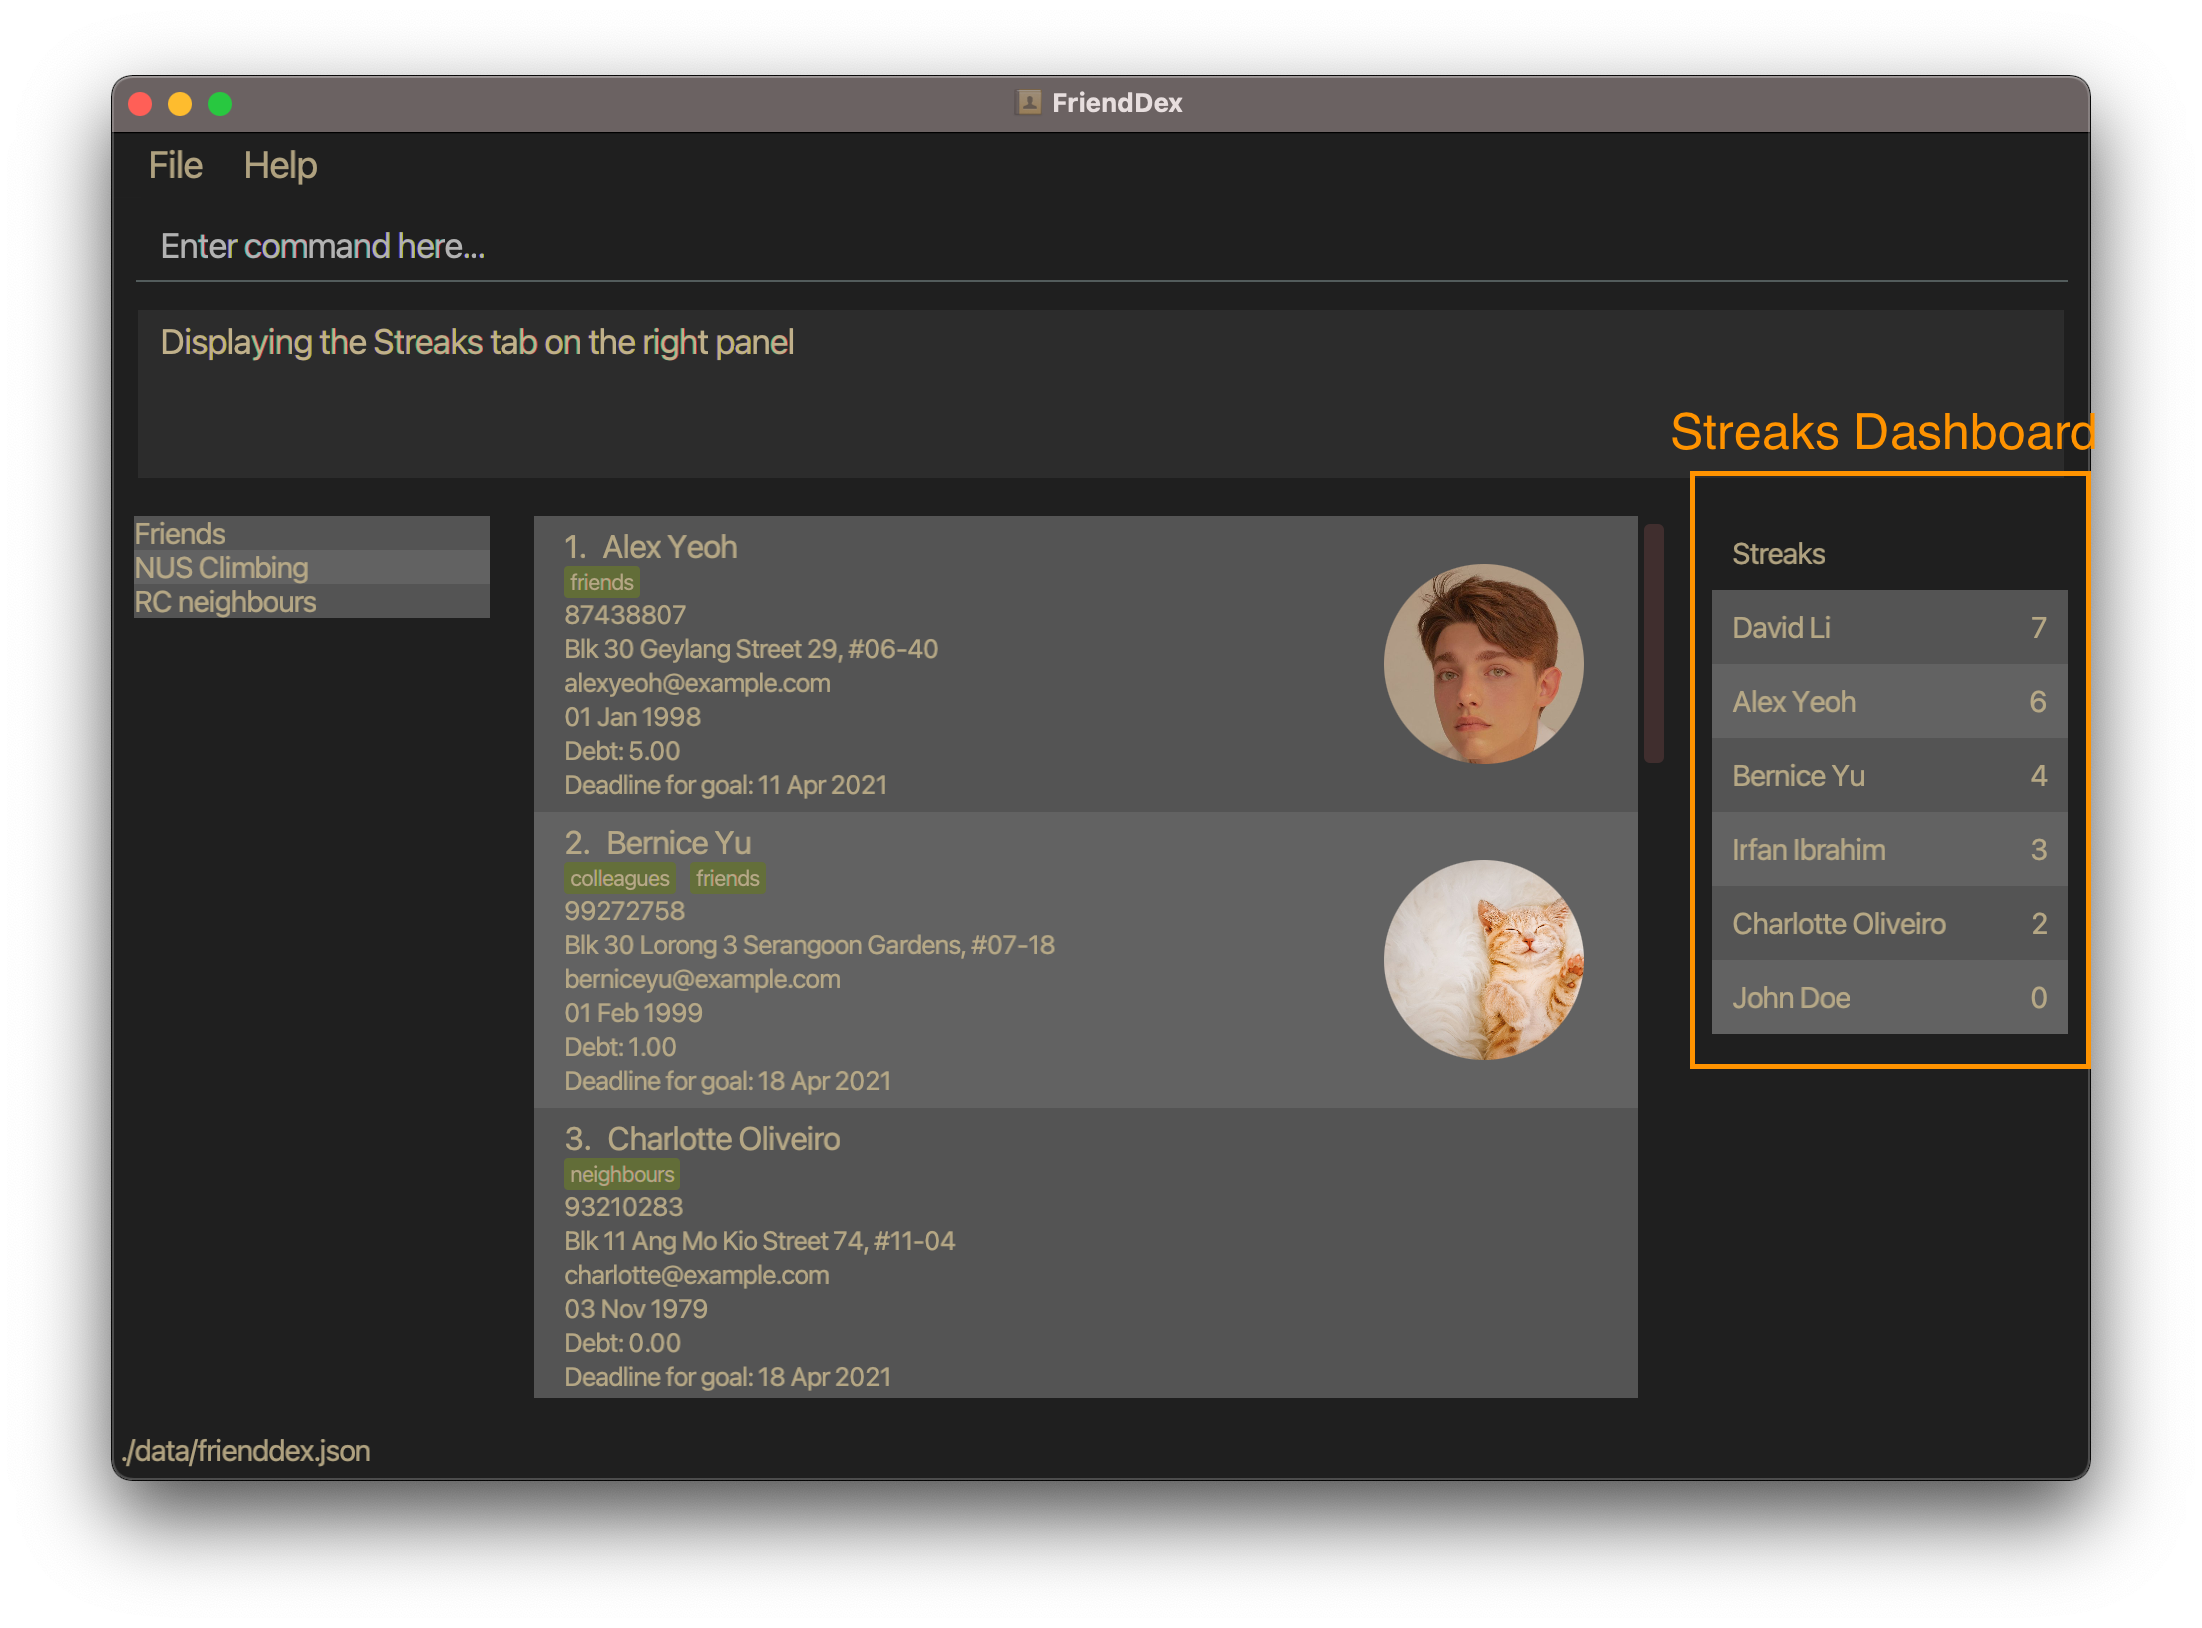 FriendDex
File Help
Enter command here...
Displaying the Streaks tab on the right panel
Streaks Dashboard
Friends
NUS Climbing
RC neighbours
1. Alex Yeoh
friends
87438807
Blk 30 Geylang Street 29, #06-40
alexyeoh@example.com
01 Jan 1998
Debt: 5.00
Deadline for goal: 11 Apr 2021
2. Bernice Yu
colleagues friends
99272758
Blk 30 Lorong 3 Serangoon Gardens, #07-18
berniceyu@example.com
01 Feb 1999
Debt: 1.00
Deadline for goal: 18 Apr 2021
3. Charlotte Oliveiro
neighbours
93210283
Blk 11 Ang Mo Kio Street 74, #11-04
charlotte@example.com
03 Nov 1979
Debt: 0.00
Deadline for goal: 18 Apr 2021
Streaks
David Li 7
Alex Yeoh 6
Bernice Yu 4
Irfan Ibrahim 3
Charlotte Oliveiro 2
John Doe 0
./data/frienddex.json